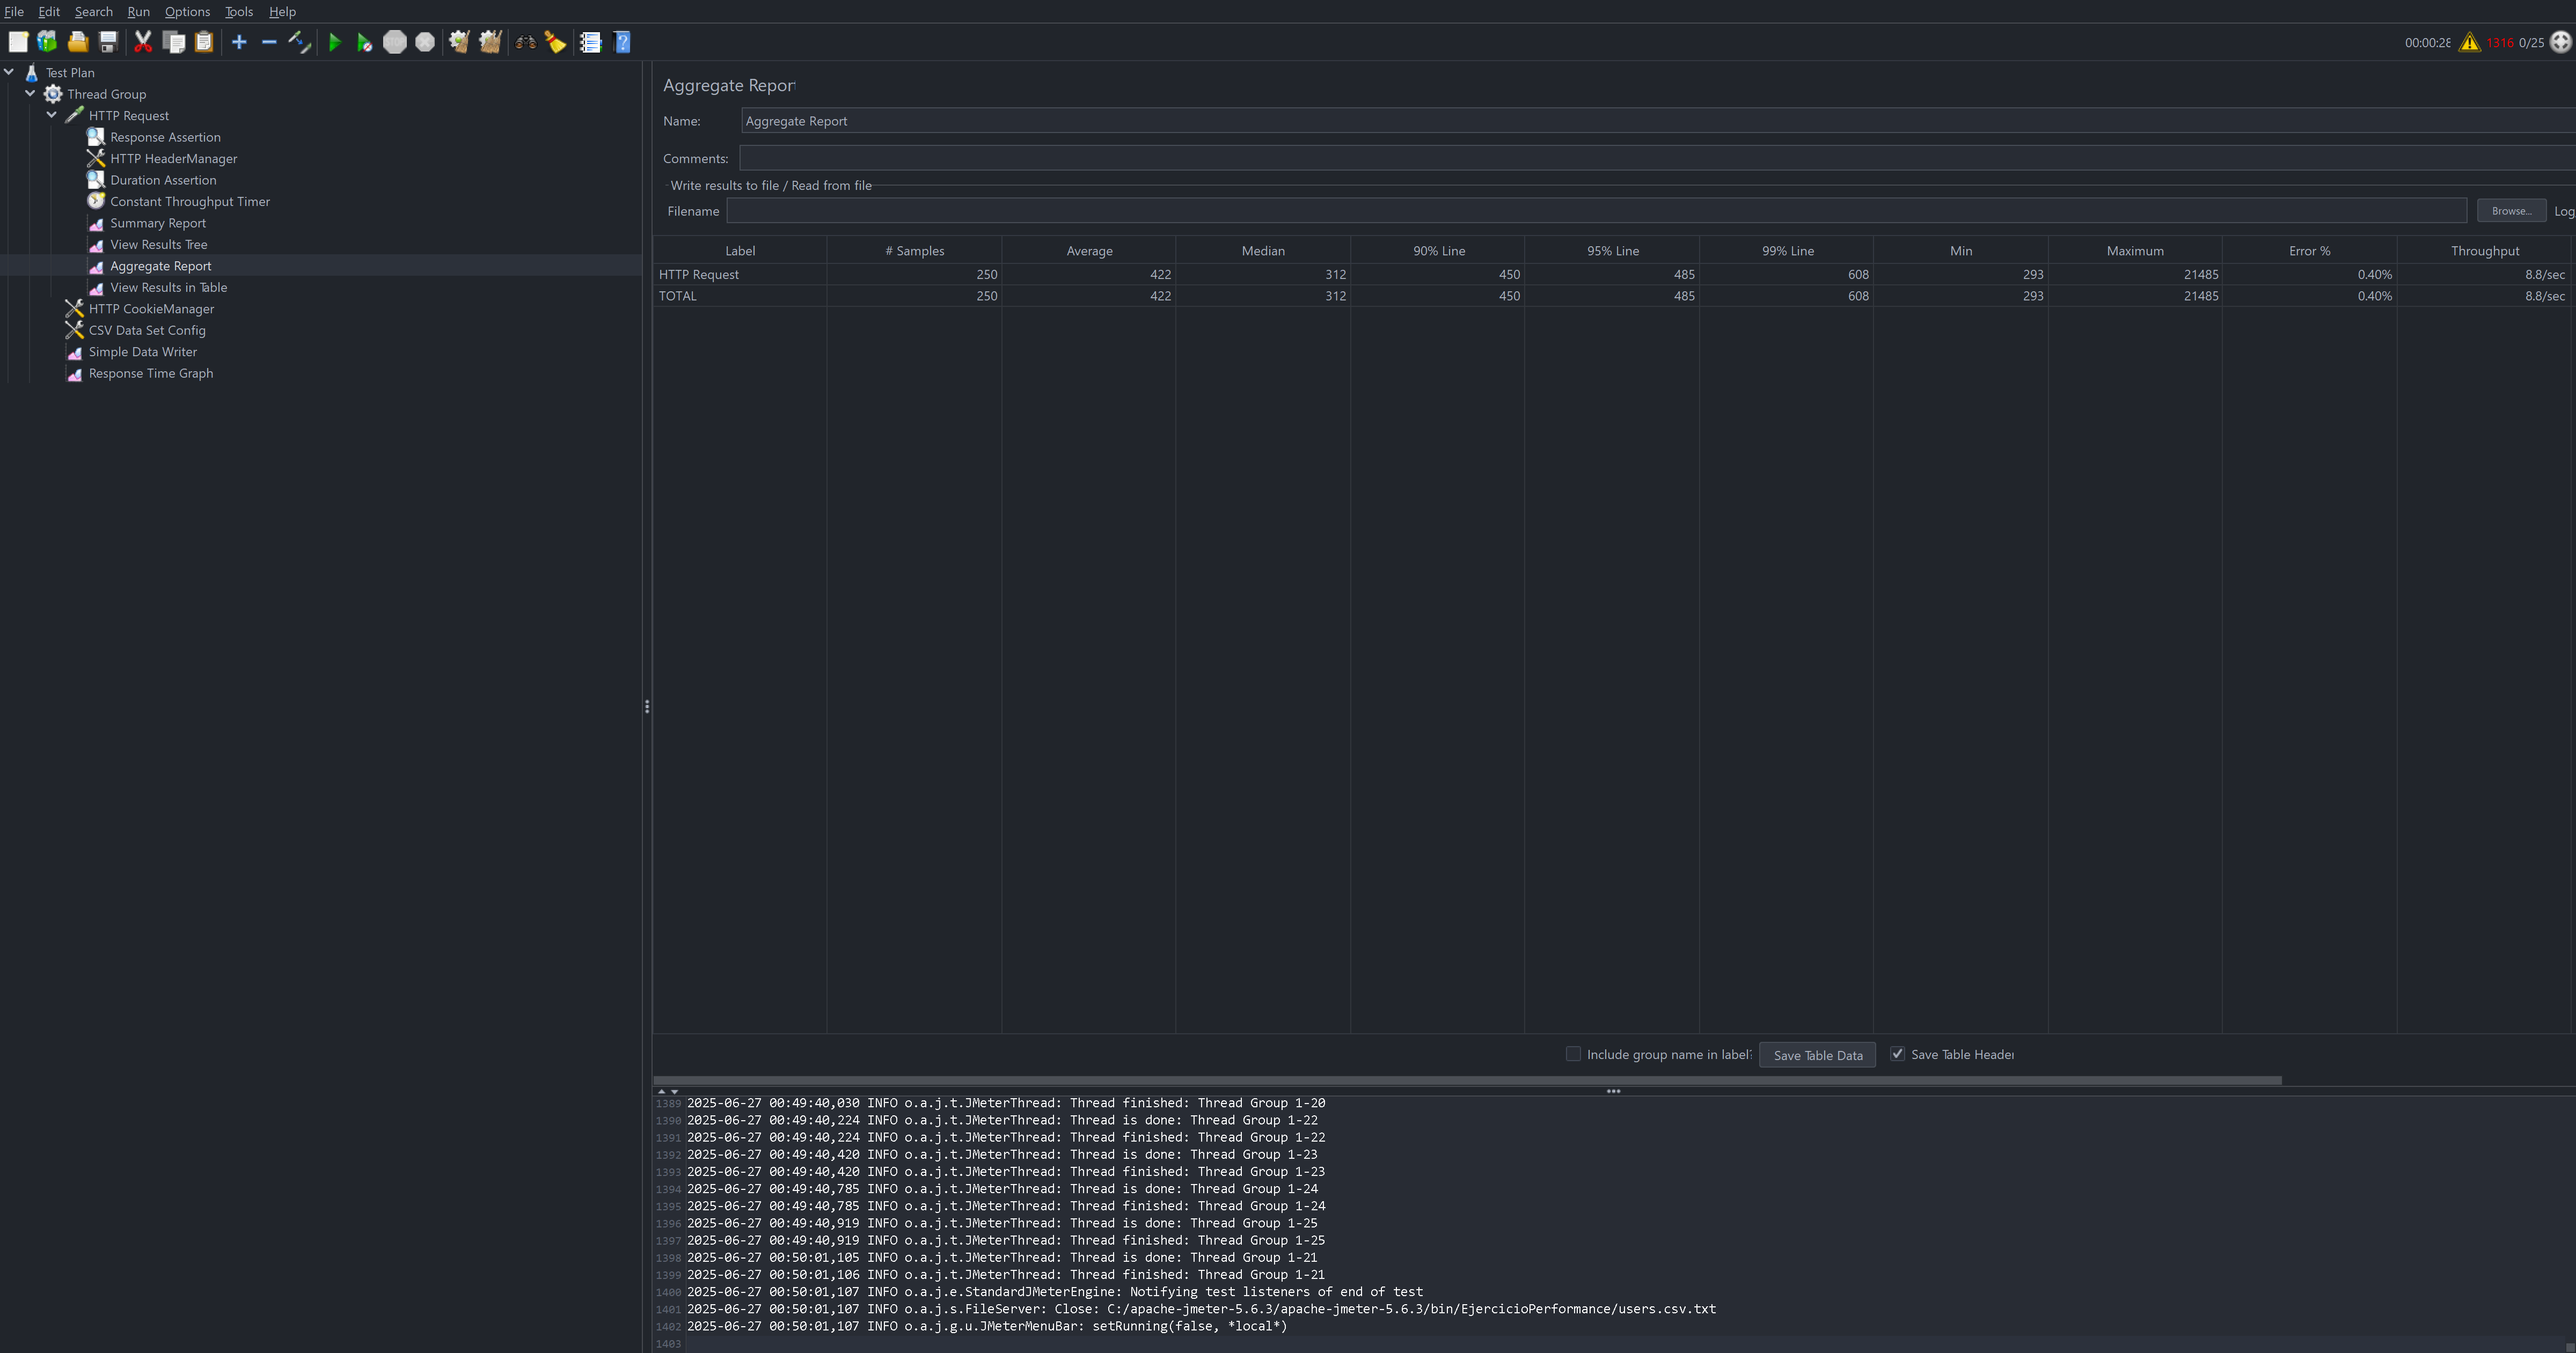 File Edit Search Run Options Tools Help
00:00:28 1316 0/25
Test Plan
Thread Group
HTTP Request
Response Assertion
HTTP HeaderManager
Duration Assertion
Constant Throughput Timer
Summary Report
View Results Tree
Aggregate Report
View Results in Table
HTTP CookieManager
CSV Data Set Config
Simple Data Writer
Response Time Graph
Aggregate Report
Name: Aggregate Report
Comments:
Write results to file / Read from file
Filename Browse... Log
Label # Samples Average Median 90% Line 95% Line 99% Line Min Maximum Error % Throughput
HTTP Request 250 422 312 450 485 608 293 21485 0.40% 8.8/sec
TOTAL 250 422 312 450 485 608 293 21485 0.40% 8.8/sec
Include group name in label? Save Table Data Save Table Header
1389 2025-06-27 00:49:40,030 INFO o.a.j.t.JMeterThread: Thread finished: Thread Group 1-20
1390 2025-06-27 00:49:40,224 INFO o.a.j.t.JMeterThread: Thread is done: Thread Group 1-22
1391 2025-06-27 00:49:40,224 INFO o.a.j.t.JMeterThread: Thread finished: Thread Group 1-22
1392 2025-06-27 00:49:40,420 INFO o.a.j.t.JMeterThread: Thread is done: Thread Group 1-23
1393 2025-06-27 00:49:40,420 INFO o.a.j.t.JMeterThread: Thread finished: Thread Group 1-23
1394 2025-06-27 00:49:40,785 INFO o.a.j.t.JMeterThread: Thread is done: Thread Group 1-24
1395 2025-06-27 00:49:40,785 INFO o.a.j.t.JMeterThread: Thread finished: Thread Group 1-24
1396 2025-06-27 00:49:40,919 INFO o.a.j.t.JMeterThread: Thread is done: Thread Group 1-25
1397 2025-06-27 00:49:40,919 INFO o.a.j.t.JMeterThread: Thread finished: Thread Group 1-25
1398 2025-06-27 00:50:01,105 INFO o.a.j.t.JMeterThread: Thread is done: Thread Group 1-21
1399 2025-06-27 00:50:01,106 INFO o.a.j.t.JMeterThread: Thread finished: Thread Group 1-21
1400 2025-06-27 00:50:01,107 INFO o.a.j.e.StandardJMeterEngine: Notifying test listeners of end of test
1401 2025-06-27 00:50:01,107 INFO o.a.j.s.FileServer: Close: C:/apache-jmeter-5.6.3/apache-jmeter-5.6.3/bin/EjercicioPerformance/users.csv.txt
1402 2025-06-27 00:50:01,107 INFO o.a.j.g.u.JMeterMenuBar: setRunning(false, *local*)
1403